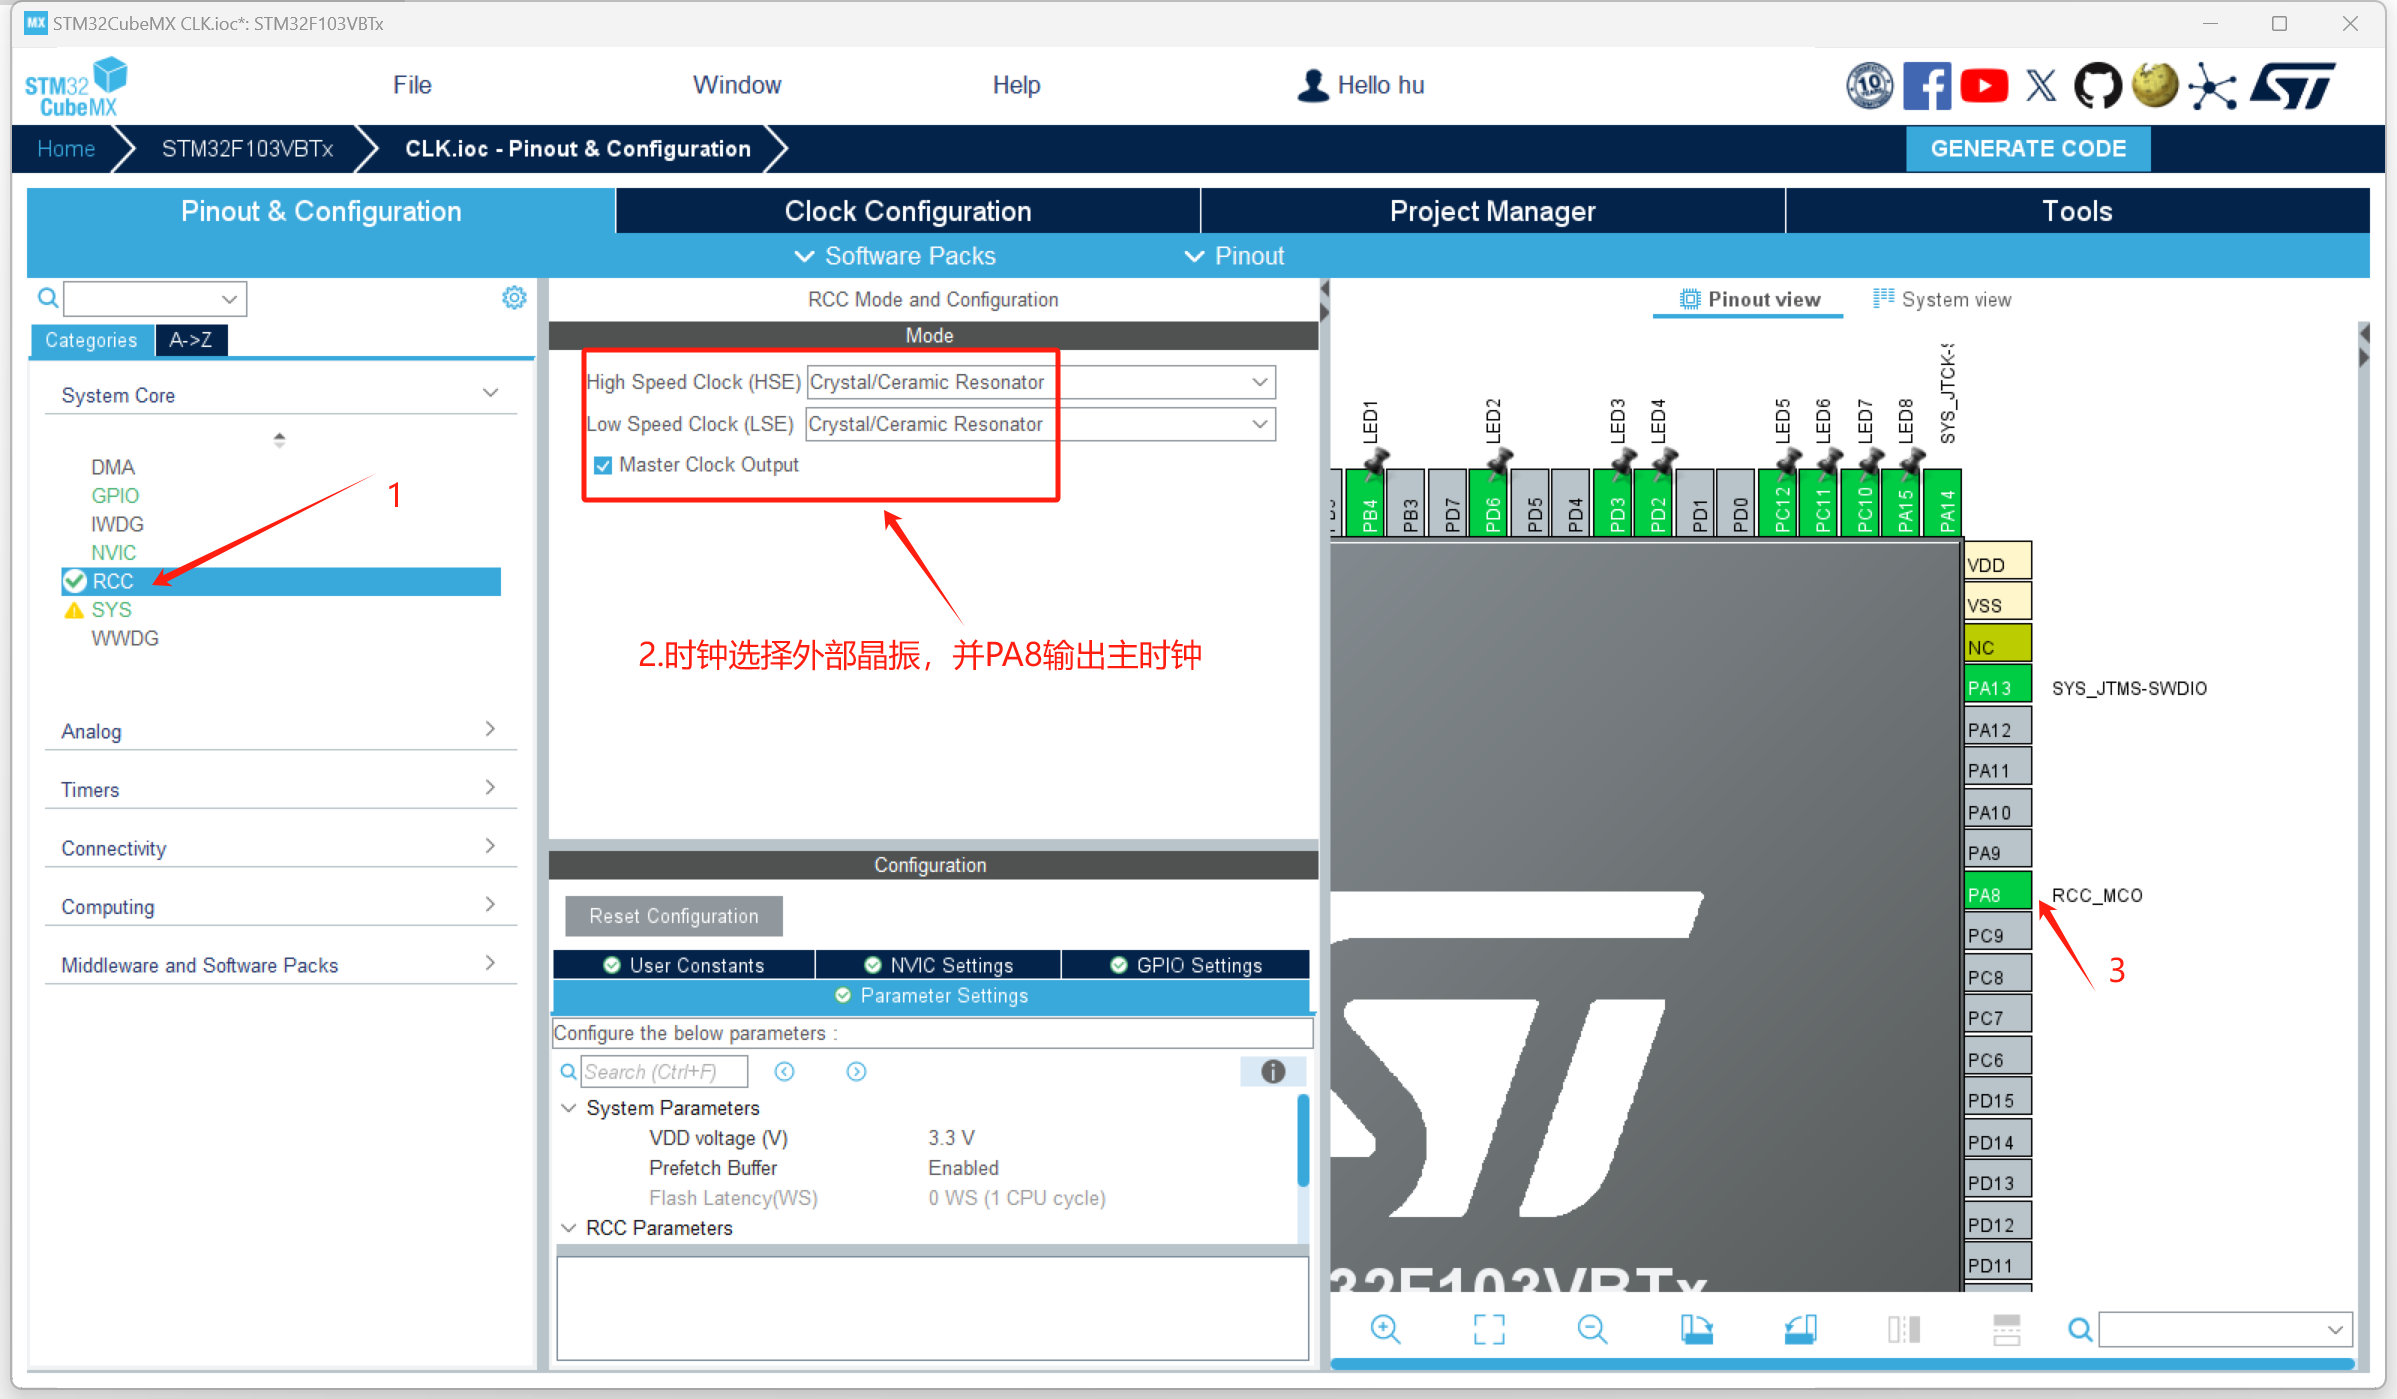 MX STM32CubeMX CLK.ioc*: STM32F103VBTx
STM32
CubeMX
File
Window
Help
Hello hu
10
Home
STM32F103VBTx
CLK.ioc - Pinout & Configuration
GENERATE CODE
Pinout & Configuration
Clock Configuration
Project Manager
Tools
Software Packs
Pinout
Categories
A->Z
System Core
DMA
GPIO
IWDG
NVIC
RCC
SYS
WWDG
Analog
Timers
Connectivity
Computing
Middleware and Software Packs
1
RCC Mode and Configuration
Mode
High Speed Clock (HSE) Crystal/Ceramic Resonator
Low Speed Clock (LSE) Crystal/Ceramic Resonator
Master Clock Output
2.时钟选择外部晶振，并PA8输出主时钟
Configuration
Reset Configuration
User Constants
NVIC Settings
GPIO Settings
Parameter Settings
Configure the below parameters :
Search (Ctrl+F)
System Parameters
VDD voltage (V) 3.3 V
Prefetch Buffer Enabled
Flash Latency(WS) 0 WS (1 CPU cycle)
RCC Parameters
Pinout view
System view
LED1
LED2
LED3
LED4
LED5
LED6
LED7
LED8
SYS_JTCK-
PB4
PB3
PD7
PD6
PD5
PD4
PD3
PD2
PD1
PD0
PC12
PC11
PC10
PA15
PA14
VDD
VSS
NC
PA13 SYS_JTMS-SWDIO
PA12
PA11
PA10
PA9
PA8 RCC_MCO
PC9
PC8
3
PC7
PC6
PD15
PD14
PD13
PD12
PD11
32F103VBTx